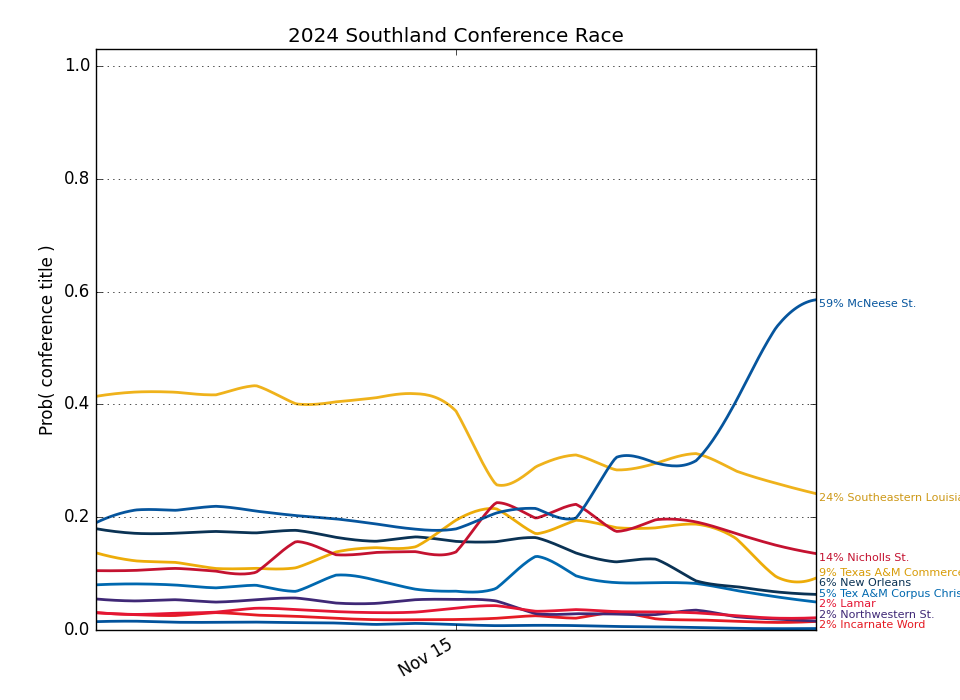 2024 Southland Conference Race
Prob( conference title )
1.0
0.8
0.6
0.4
0.2
0.0
Nov 15
59% McNeese St.
24% Southeastern Louisia
14% Nicholls St.
9% Texas A&M Commerce
6% New Orleans
5% Tex A&M Corpus Chris
2% Lamar
2% Northwestern St.
2% Incarnate Word